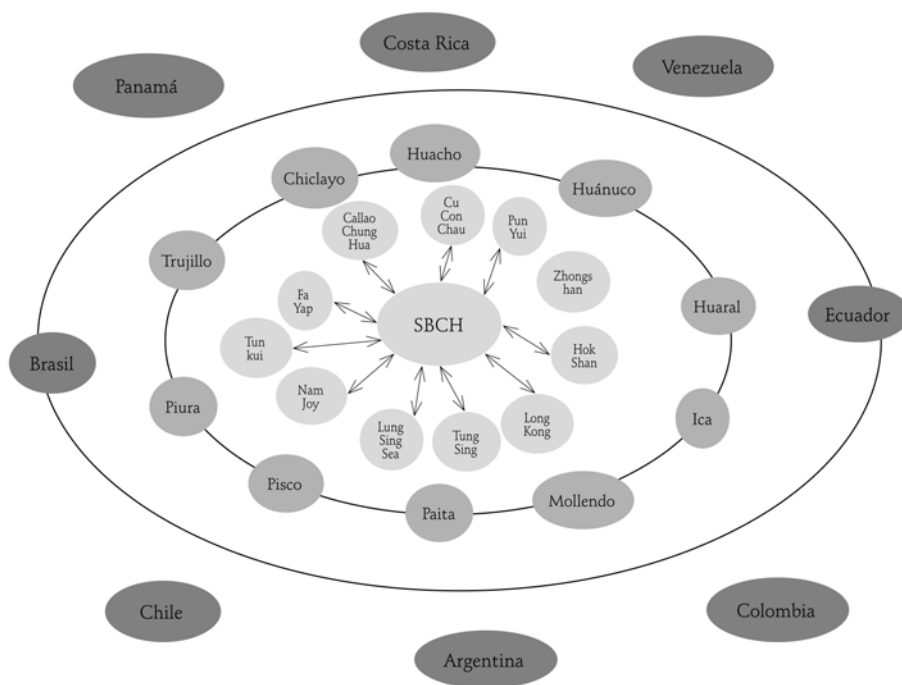 Costa Rica
Panamá
Venezuela
Huacho
Chiclayo
Huánuco
Callao
Chung
Hua
Cu
Con
Chau
Pun
Yui
Trujillo
Zhongs
han
Fa
Yap
Huaral
Ecuador
SBCH
Tun
kui
Hok
Shan
Brasil
Nam
Joy
Piura
Ica
Lung
Sing
Sea
Tung
Sing
Long
Kong
Pisco
Paita
Mollendo
Chile
Colombia
Argentina